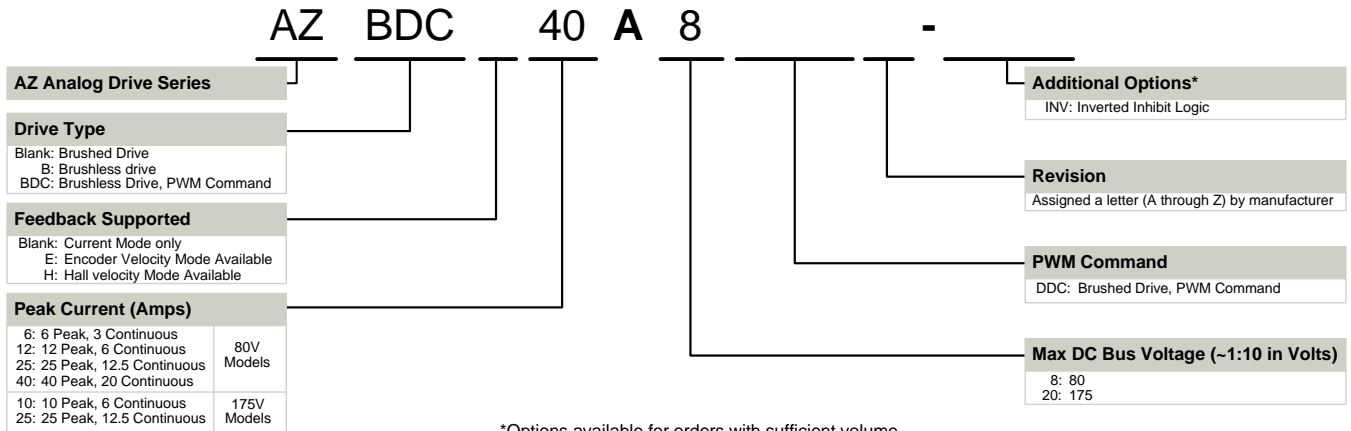 AZ BDC 40 A 8 -
AZ Analog Drive Series
Drive Type
Blank: Brushed Drive
B: Brushless drive
BDC: Brushless Drive, PWM Command
Feedback Supported
Blank: Current Mode only
E: Encoder Velocity Mode Available
H: Hall velocity Mode Available
Peak Current (Amps)
6: 6 Peak, 3 Continuous
12: 12 Peak, 6 Continuous
25: 25 Peak, 12.5 Continuous
40: 40 Peak, 20 Continuous
80V
Models
10: 10 Peak, 6 Continuous
25: 25 Peak, 12.5 Continuous
175V
Models
Additional Options*
INV: Inverted Inhibit Logic
Revision
Assigned a letter (A through Z) by manufacturer
PWM Command
DDC: Brushed Drive, PWM Command
Max DC Bus Voltage (~1:10 in Volts)
8: 80
20: 175
*Options available for orders with sufficient volume